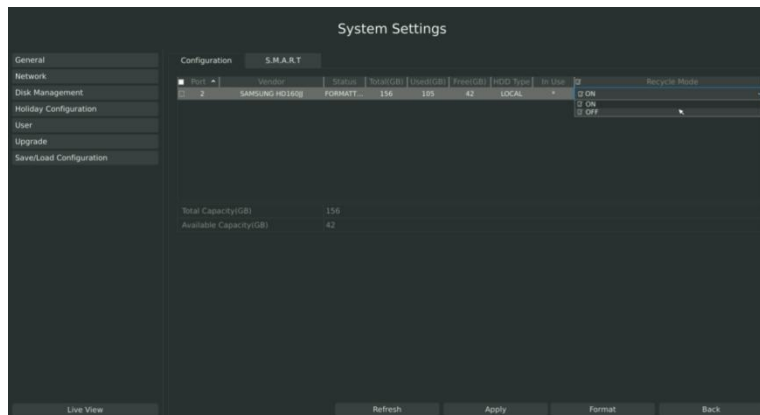 System Settings
General
Network
Disk Management
Holiday Configuration
User
Upgrade
Save/Load Configuration
Configuration S.M.A.R.T
Port Vendor Status Total(GB) Used(GB) Free(GB) HDD Type In Use Recycle Mode
2 SAMSUNG HD160JJ FORMATT... 156 105 42 LOCAL * ON
ON
OFF
Total Capacity(GB) 156
Available Capacity(GB) 42
Live View Refresh Apply Format Back